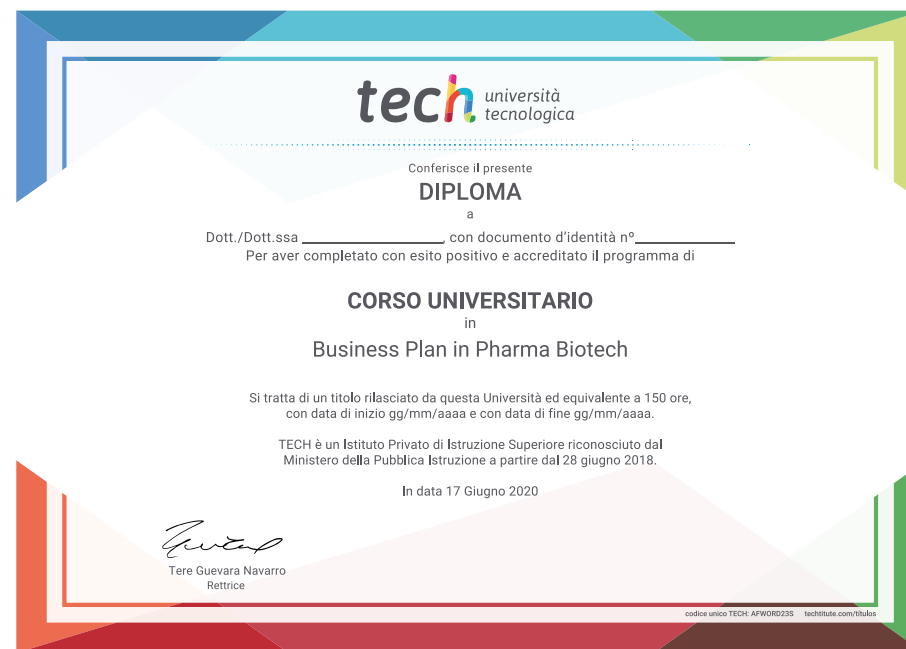 tech università
tecnologica
Conferisce il presente
DIPLOMA
a
Dott./Dott.ssa ____________________, con documento d'identità nº______________
Per aver completato con esito positivo e accreditato il programma di
CORSO UNIVERSITARIO
in
Business Plan in Pharma Biotech
Si tratta di un titolo rilasciato da questa Università ed equivalente a 150 ore,
con data di inizio gg/mm/aaaa e con data di fine gg/mm/aaaa.
TECH è un Istituto Privato di Istruzione Superiore riconosciuto dal
Ministero della Pubblica Istruzione a partire dal 28 giugno 2018.
In data 17 Giugno 2020
Tere Guevara Navarro
Rettrice
codice unico TECH: AFWORD23S techtitute.com/titulos